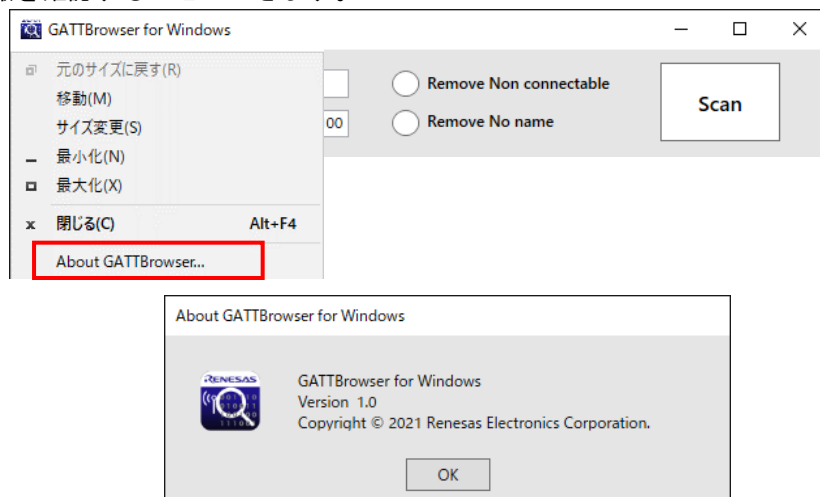 GATTBrowser for Windows
元のサイズに戻す(R)
移動(M)
サイズ変更(S)
最小化(N)
最大化(X)
閉じる(C) Alt+F4
About GATTBrowser...
00
Remove Non connectable
Remove No name
Scan
About GATTBrowser for Windows
RENESAS
GATTBrowser for Windows
Version 1.0
Copyright © 2021 Renesas Electronics Corporation.
OK